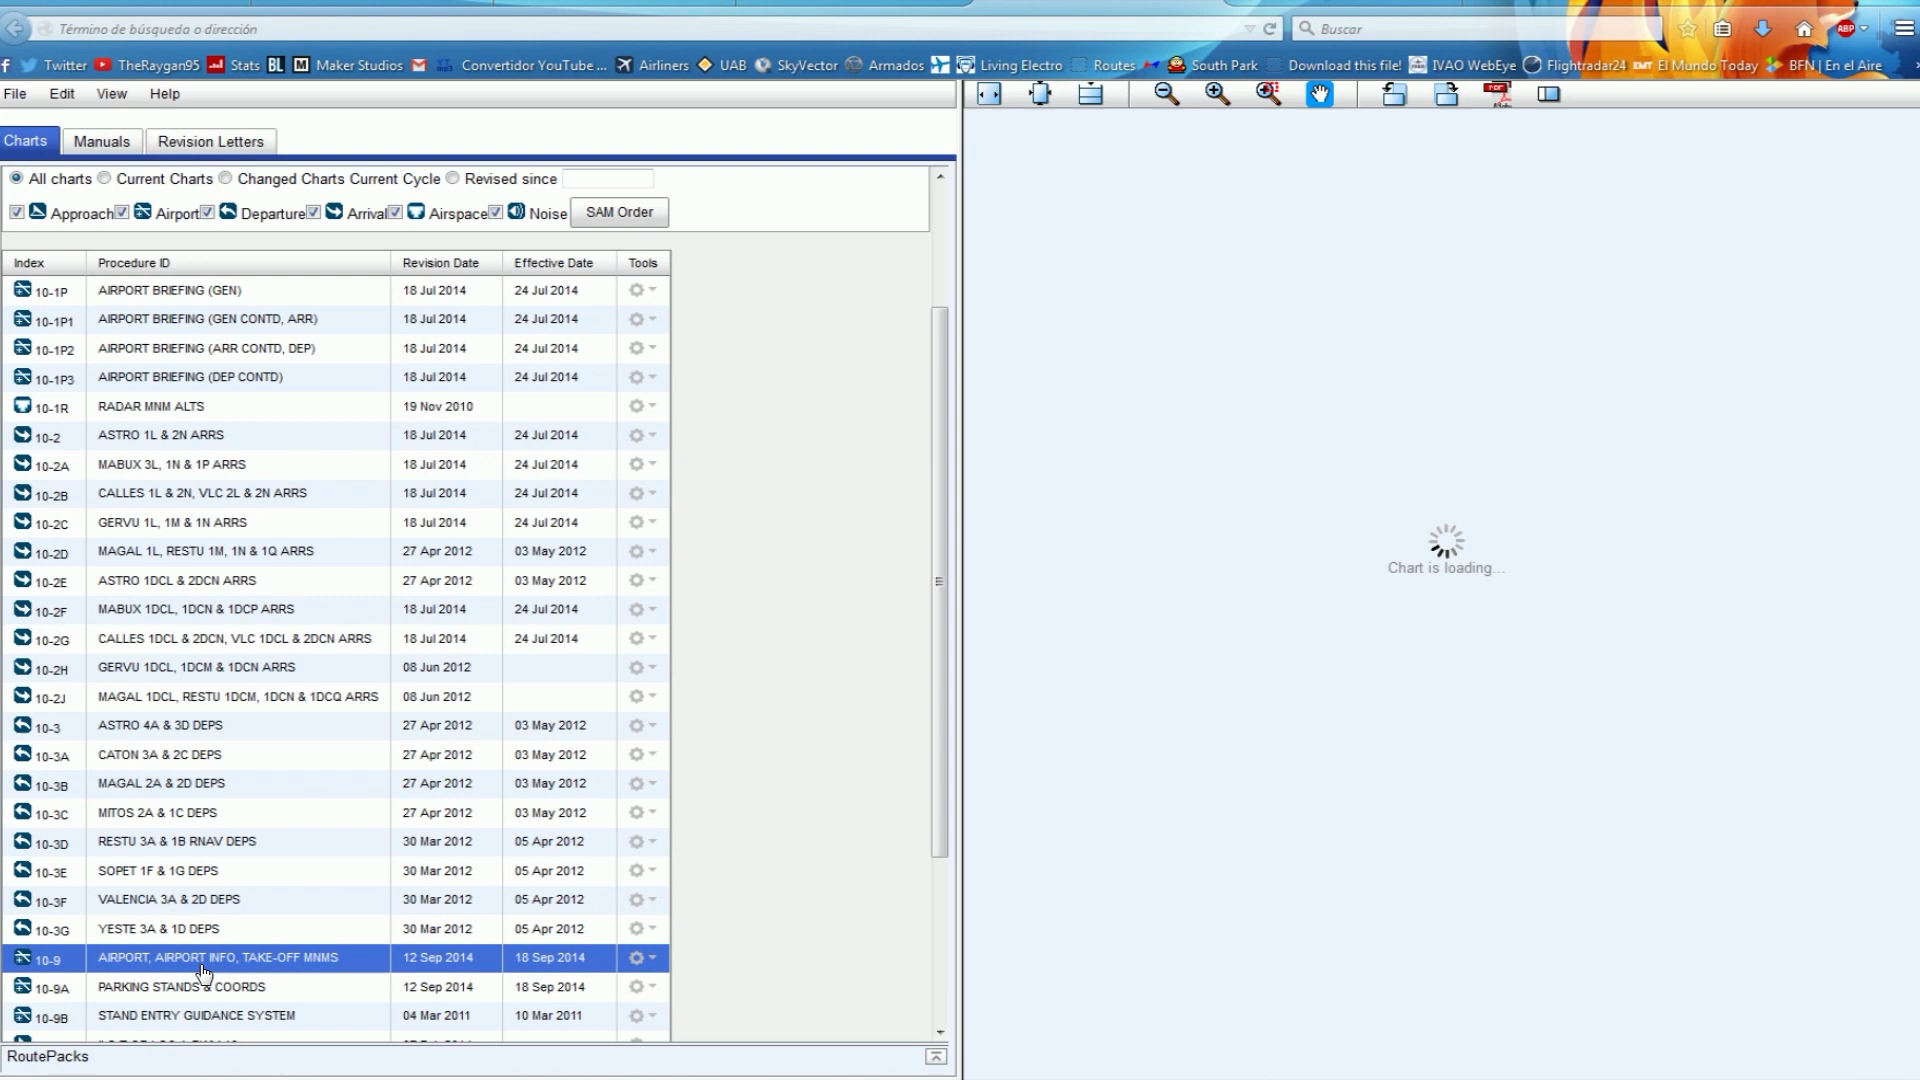 Término de búsqueda o dirección
Buscar
ABP
Twitter TheRaygan95 Stats BL M Maker Studios Convertidor YouTube ... Airliners UAB SkyVector Armados Living Electro Routes South Park Download this file! IVAO WebEye Flightradar24 EMT El Mundo Today BFN | En el Aire
File Edit View Help
Charts Manuals Revision Letters
All charts Current Charts Changed Charts Current Cycle Revised since
Approach Airport Departure Arrival Airspace Noise SAM Order
Index Procedure ID Revision Date Effective Date Tools
10-1P AIRPORT BRIEFING (GEN) 18 Jul 2014 24 Jul 2014
10-1P1 AIRPORT BRIEFING (GEN CONTD, ARR) 18 Jul 2014 24 Jul 2014
10-1P2 AIRPORT BRIEFING (ARR CONTD, DEP) 18 Jul 2014 24 Jul 2014
10-1P3 AIRPORT BRIEFING (DEP CONTD) 18 Jul 2014 24 Jul 2014
10-1R RADAR MNM ALTS 19 Nov 2010
10-2 ASTRO 1L & 2N ARRS 18 Jul 2014 24 Jul 2014
10-2A MABUX 3L, 1N & 1P ARRS 18 Jul 2014 24 Jul 2014
10-2B CALLES 1L & 2N, VLC 2L & 2N ARRS 18 Jul 2014 24 Jul 2014
10-2C GERVU 1L, 1M & 1N ARRS 18 Jul 2014 24 Jul 2014
10-2D MAGAL 1L, RESTU 1M, 1N & 1Q ARRS 27 Apr 2012 03 May 2012
10-2E ASTRO 1DCL & 2DCN ARRS 27 Apr 2012 03 May 2012
10-2F MABUX 1DCL, 1DCN & 1DCP ARRS 18 Jul 2014 24 Jul 2014
10-2G CALLES 1DCL & 2DCN, VLC 1DCL & 2DCN ARRS 18 Jul 2014 24 Jul 2014
10-2H GERVU 1DCL, 1DCM & 1DCN ARRS 08 Jun 2012
10-2J MAGAL 1DCL, RESTU 1DCM, 1DCN & 1DCQ ARRS 08 Jun 2012
10-3 ASTRO 4A & 3D DEPS 27 Apr 2012 03 May 2012
10-3A CATON 3A & 2C DEPS 27 Apr 2012 03 May 2012
10-3B MAGAL 2A & 2D DEPS 27 Apr 2012 03 May 2012
10-3C MITOS 2A & 1C DEPS 27 Apr 2012 03 May 2012
10-3D RESTU 3A & 1B RNAV DEPS 30 Mar 2012 05 Apr 2012
10-3E SOPET 1F & 1G DEPS 30 Mar 2012 05 Apr 2012
10-3F VALENCIA 3A & 2D DEPS 30 Mar 2012 05 Apr 2012
10-3G YESTE 3A & 1D DEPS 30 Mar 2012 05 Apr 2012
10-9 AIRPORT, AIRPORT INFO, TAKE-OFF MNMS 12 Sep 2014 18 Sep 2014
10-9A PARKING STANDS & COORDS 12 Sep 2014 18 Sep 2014
10-9B STAND ENTRY GUIDANCE SYSTEM 04 Mar 2011 10 Mar 2011
RoutePacks
Chart is loading...